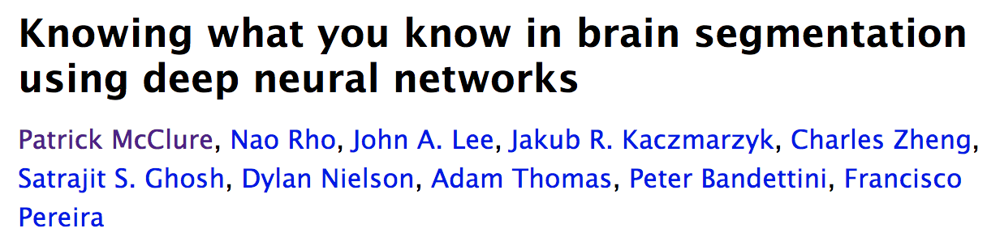 Knowing what you know in brain segmentation
using deep neural networks
Patrick McClure, Nao Rho, John A. Lee, Jakub R. Kaczmarzyk, Charles Zheng,
Satrajit S. Ghosh, Dylan Nielson, Adam Thomas, Peter Bandettini, Francisco
Pereira